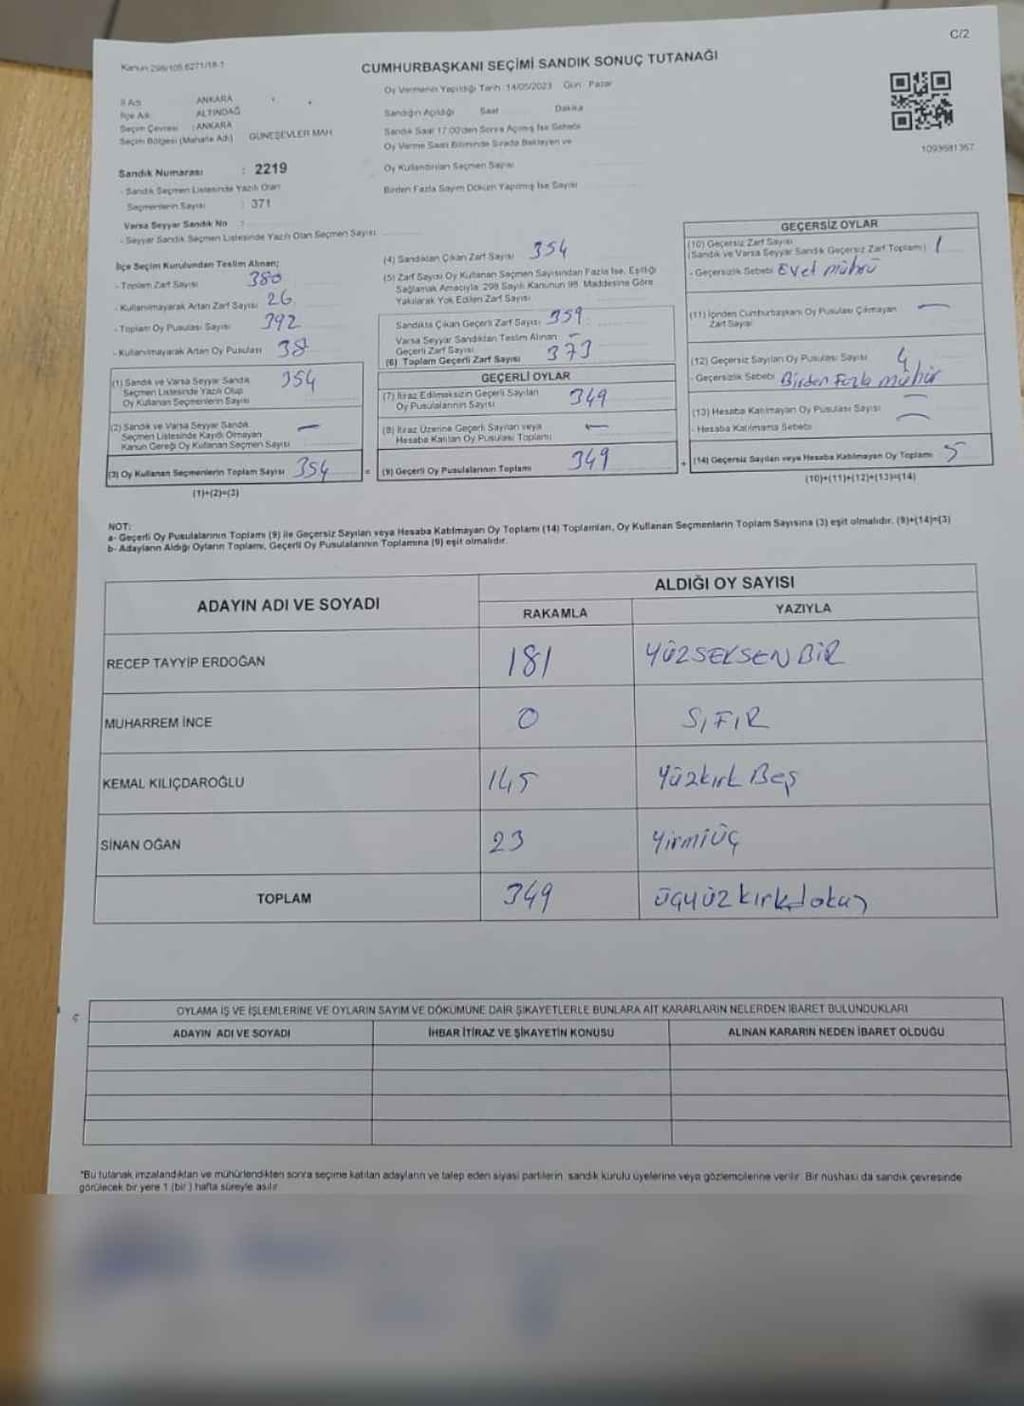 C/2
Kanun 298/105 6271/18-1
CUMHURBAŞKANI SEÇİMİ SANDIK SONUÇ TUTANAĞI
İl Adı ANKARA
İlçe Adı ALTINDAĞ
Seçim Çevresi : ANKARA
Seçim Bölgesi (Mahalle Adı) GÜNEŞEVLER MAH
Sandık Numarası : 2219
- Sandık Seçmen Listesinde Yazılı Olan
Seçmenlerin Sayısı : 371
Varsa Seyyar Sandık No :
- Seyyar Sandık Seçmen Listesinde Yazılı Olan Seçmen Sayısı
Oy Vermenin Yapıldığı Tarih : 14/05/2023 Gün : Pazar
Sandığın Açıldığı Saat Dakika
Sandık Saat 17:00'den Sonra Açılmış İse Sebebi
Oy Verme Saati Bitiminde Sırada Bekleyen ve
Oy Kullandırılan Seçmen Sayısı
Birden Fazla Sayım Döküm Yapılmış İse Sayısı
1093681367
İlçe Seçim Kurulundan Teslim Alınan;
- Toplam Zarf Sayısı 380
- Kullanılmayarak Artan Zarf Sayısı 26
- Toplam Oy Pusulası Sayısı 392
- Kullanılmayarak Artan Oy Pusulası 38
(1) Sandık ve Varsa Seyyar Sandık 354
Seçmen Listesinde Yazılı Olup
Oy Kullanan Seçmenlerin Sayısı
(2) Sandık ve Varsa Seyyar Sandık —
Seçmen Listesinde Kayıtlı Olmayan
Kanun Gereği Oy Kullanan Seçmen Sayısı
(3) Oy Kullanan Seçmenlerin Toplam Sayısı 354
(1)+(2)=(3)
(4) Sandıktan Çıkan Zarf Sayısı 354
(5) Zarf Sayısı Oy Kullanan Seçmen Sayısından Fazla İse, Eşitliği
Sağlamak Amacıyla; 298 Sayılı Kanunun 98. Maddesine Göre
Yakılarak Yok Edilen Zarf Sayısı
Sandıkta Çıkan Geçerli Zarf Sayısı 359
Varsa Seyyar Sandıktan Teslim Alınan —
Geçerli Zarf Sayısı
(6) Toplam Geçerli Zarf Sayısı 373
GEÇERLİ OYLAR
(7) İtiraz Edilmeksizin Geçerli Sayılan 349
Oy Pusulalarının Sayısı
(8) İtiraz Üzerine Geçerli Sayılan veya —
Hesaba Katılan Oy Pusulası Toplamı
= (9) Geçerli Oy Pusulalarının Toplamı 349
GEÇERSİZ OYLAR
(10) Geçersiz Zarf Sayısı
(Sandık ve Varsa Seyyar Sandık Geçersiz Zarf Toplamı) 1
- Geçersizlik Sebebi Evet mührü
(11) İçinden Cumhurbaşkanı Oy Pusulası Çıkmayan —
Zarf Sayısı
(12) Geçersiz Sayılan Oy Pusulası Sayısı 4
- Geçersizlik Sebebi Birden Fazla mühür
(13) Hesaba Katılmayan Oy Pusulası Sayısı —
- Hesaba Katılmama Sebebi —
+ (14) Geçersiz Sayılan veya Hesaba Katılmayan Oy Toplamı 5
(10)+(11)+(12)+(13)=(14)
NOT:
a- Geçerli Oy Pusulalarının Toplamı (9) ile Geçersiz Sayılan veya Hesaba Katılmayan Oy Toplamı (14) Toplamları, Oy Kullanan Seçmenlerin Toplam Sayısına (3) eşit olmalıdır. (9)+(14)=(3)
b- Adayların Aldığı Oyların Toplamı, Geçerli Oy Pusulalarının Toplamına (9) eşit olmalıdır.
ADAYIN ADI VE SOYADI ALDIĞI OY SAYISI
RAKAMLA YAZIYLA
RECEP TAYYİP ERDOĞAN 181 YÜZSEKSEN BİR
MUHARREM İNCE 0 SIFIR
KEMAL KILIÇDAROĞLU 145 Yüzkırk Beş
SİNAN OĞAN 23 YirmiÜÇ
TOPLAM 349 üçyüzkırkdokuz
OYLAMA İŞ VE İŞLEMLERİNE VE OYLARIN SAYIM VE DÖKÜMÜNE DAİR ŞİKAYETLERLE BUNLARA AİT KARARLARIN NELERDEN İBARET BULUNDUKLARI
ADAYIN ADI VE SOYADI İHBAR İTİRAZ VE ŞİKAYETİN KONUSU ALINAN KARARIN NEDEN İBARET OLDUĞU
*Bu tutanak imzalandıktan ve mühürlendikten sonra seçime katılan adayların ve talep eden siyasi partilerin sandık kurulu üyelerine veya gözlemcilerine verilir. Bir nüshası da sandık çevresinde
görülecek bir yere 1 (bir) hafta süreyle asılır.